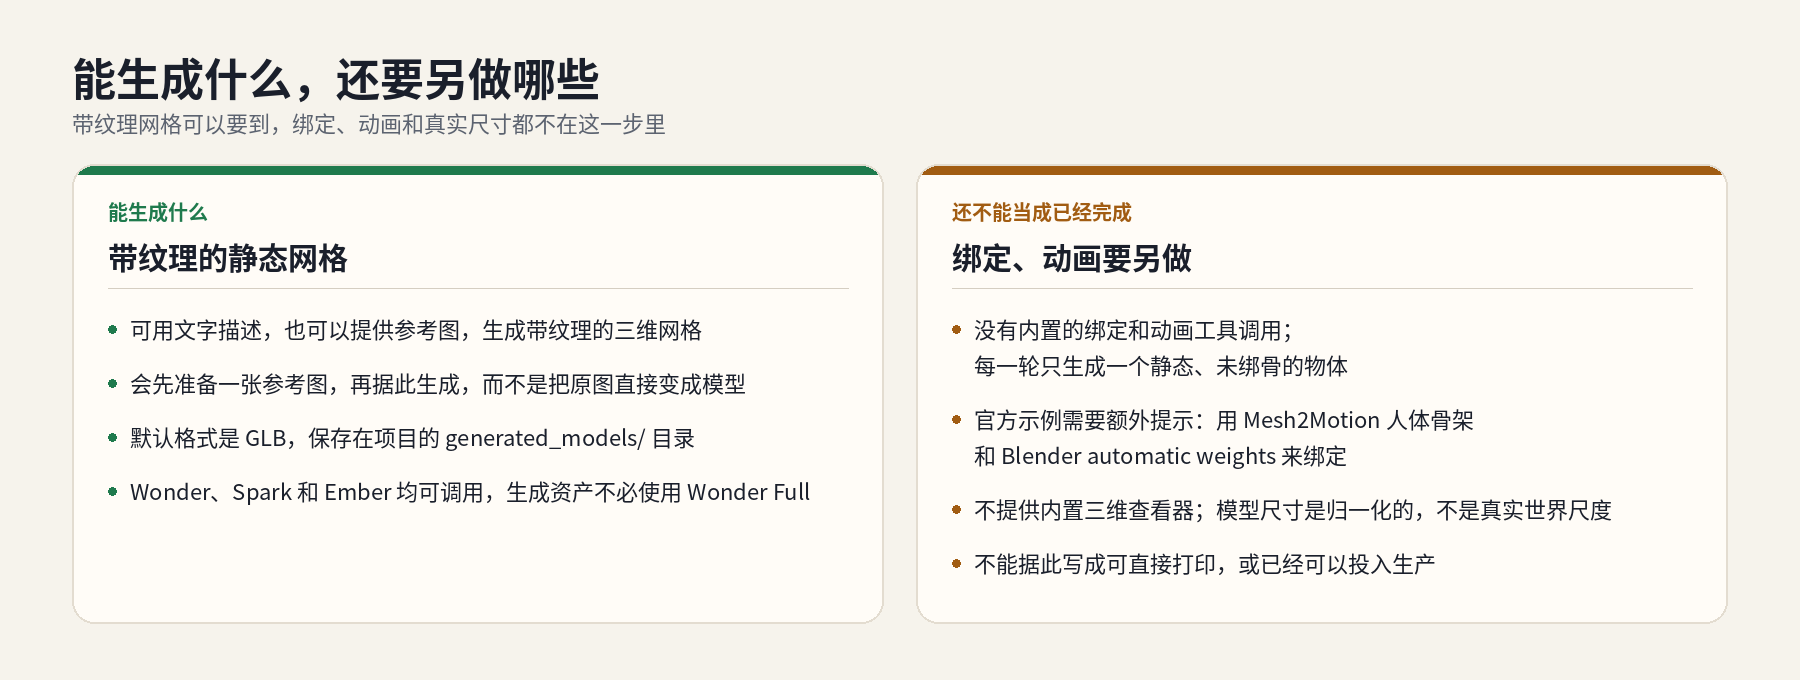 能生成什么，还要另做哪些
带纹理网格可以要到，绑定、动画和真实尺寸都不在这一步里
能生成什么
带纹理的静态网格
可用文字描述，也可以提供参考图，生成带纹理的三维网格
会先准备一张参考图，再据此生成，而不是把原图直接变成模型
默认格式是 GLB，保存在项目的 generated_models/ 目录
Wonder、Spark 和 Ember 均可调用，生成资产不必使用 Wonder Full
还不能当成已经完成
绑定、动画要另做
没有内置的绑定和动画工具调用；
每一轮只生成一个静态、未绑骨的物体
官方示例需要额外提示：用 Mesh2Motion 人体骨架
和 Blender automatic weights 来绑定
不提供内置三维查看器；模型尺寸是归一化的，不是真实世界尺度
不能据此写成可直接打印，或已经可以投入生产